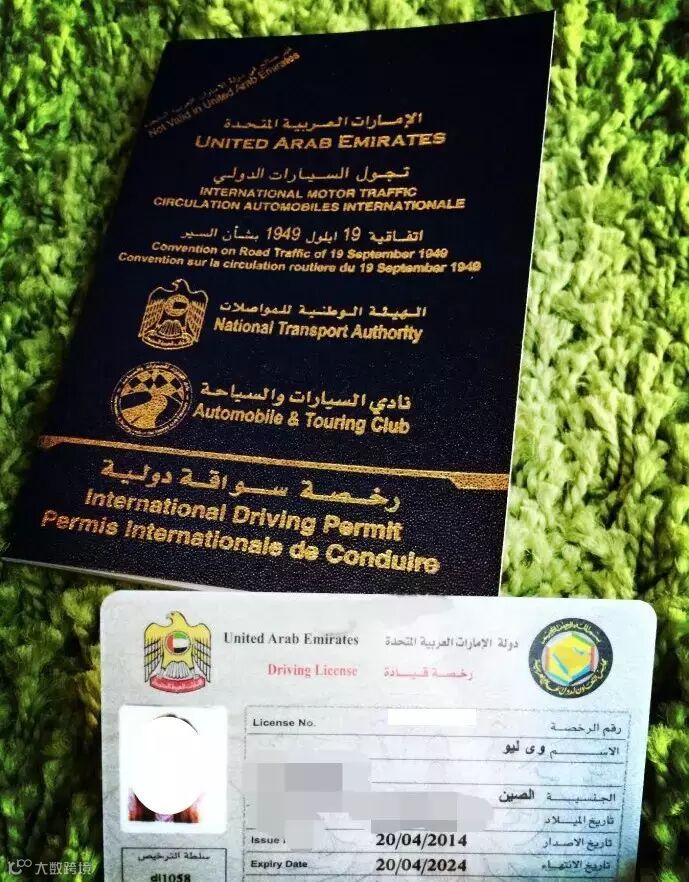 Not Valid in United Arab Emirates
الإمارات العربية المتحدة
UNITED ARAB EMIRATES
تجول السيارات الدولي
INTERNATIONAL MOTOR TRAFFIC
CIRCULATION AUTOMOBILES INTERNATIONALE
اتفاقية 19 ايلول 1949 بشأن السير
Convention on Road Traffic of 19 September 1949
Convention sur la circulation routiere du 19 September 1949
الهيئة الوطنية للمواصلات
National Transport Authority
نادي السيارات والسياحة
Automobile & Touring Club
رخصة سواقة دولية
International Driving Permit
Permis Internationale de Conduire
United Arab Emirates دولة الإمارات العربية المتحدة
Driving License رخصة قيادة
License No. رقم الرخصة
الاسم وى ليو
الجنسية الصين
تاريخ الميلاد
Issue 20/04/2014 تاريخ الاصدار
Expiry Date 20/04/2024 تاريخ الانتهاء
سلطة الترخيص
dl1058
大数跨境